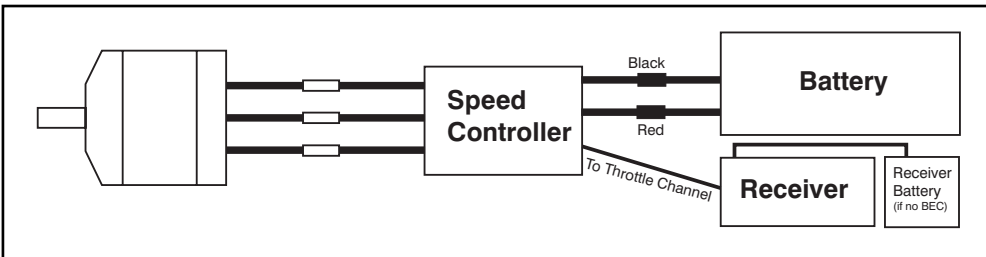 Black
Battery
Speed
Controller
Red
To Throttle Channel
Receiver
Receiver
Battery
(if no BEC)